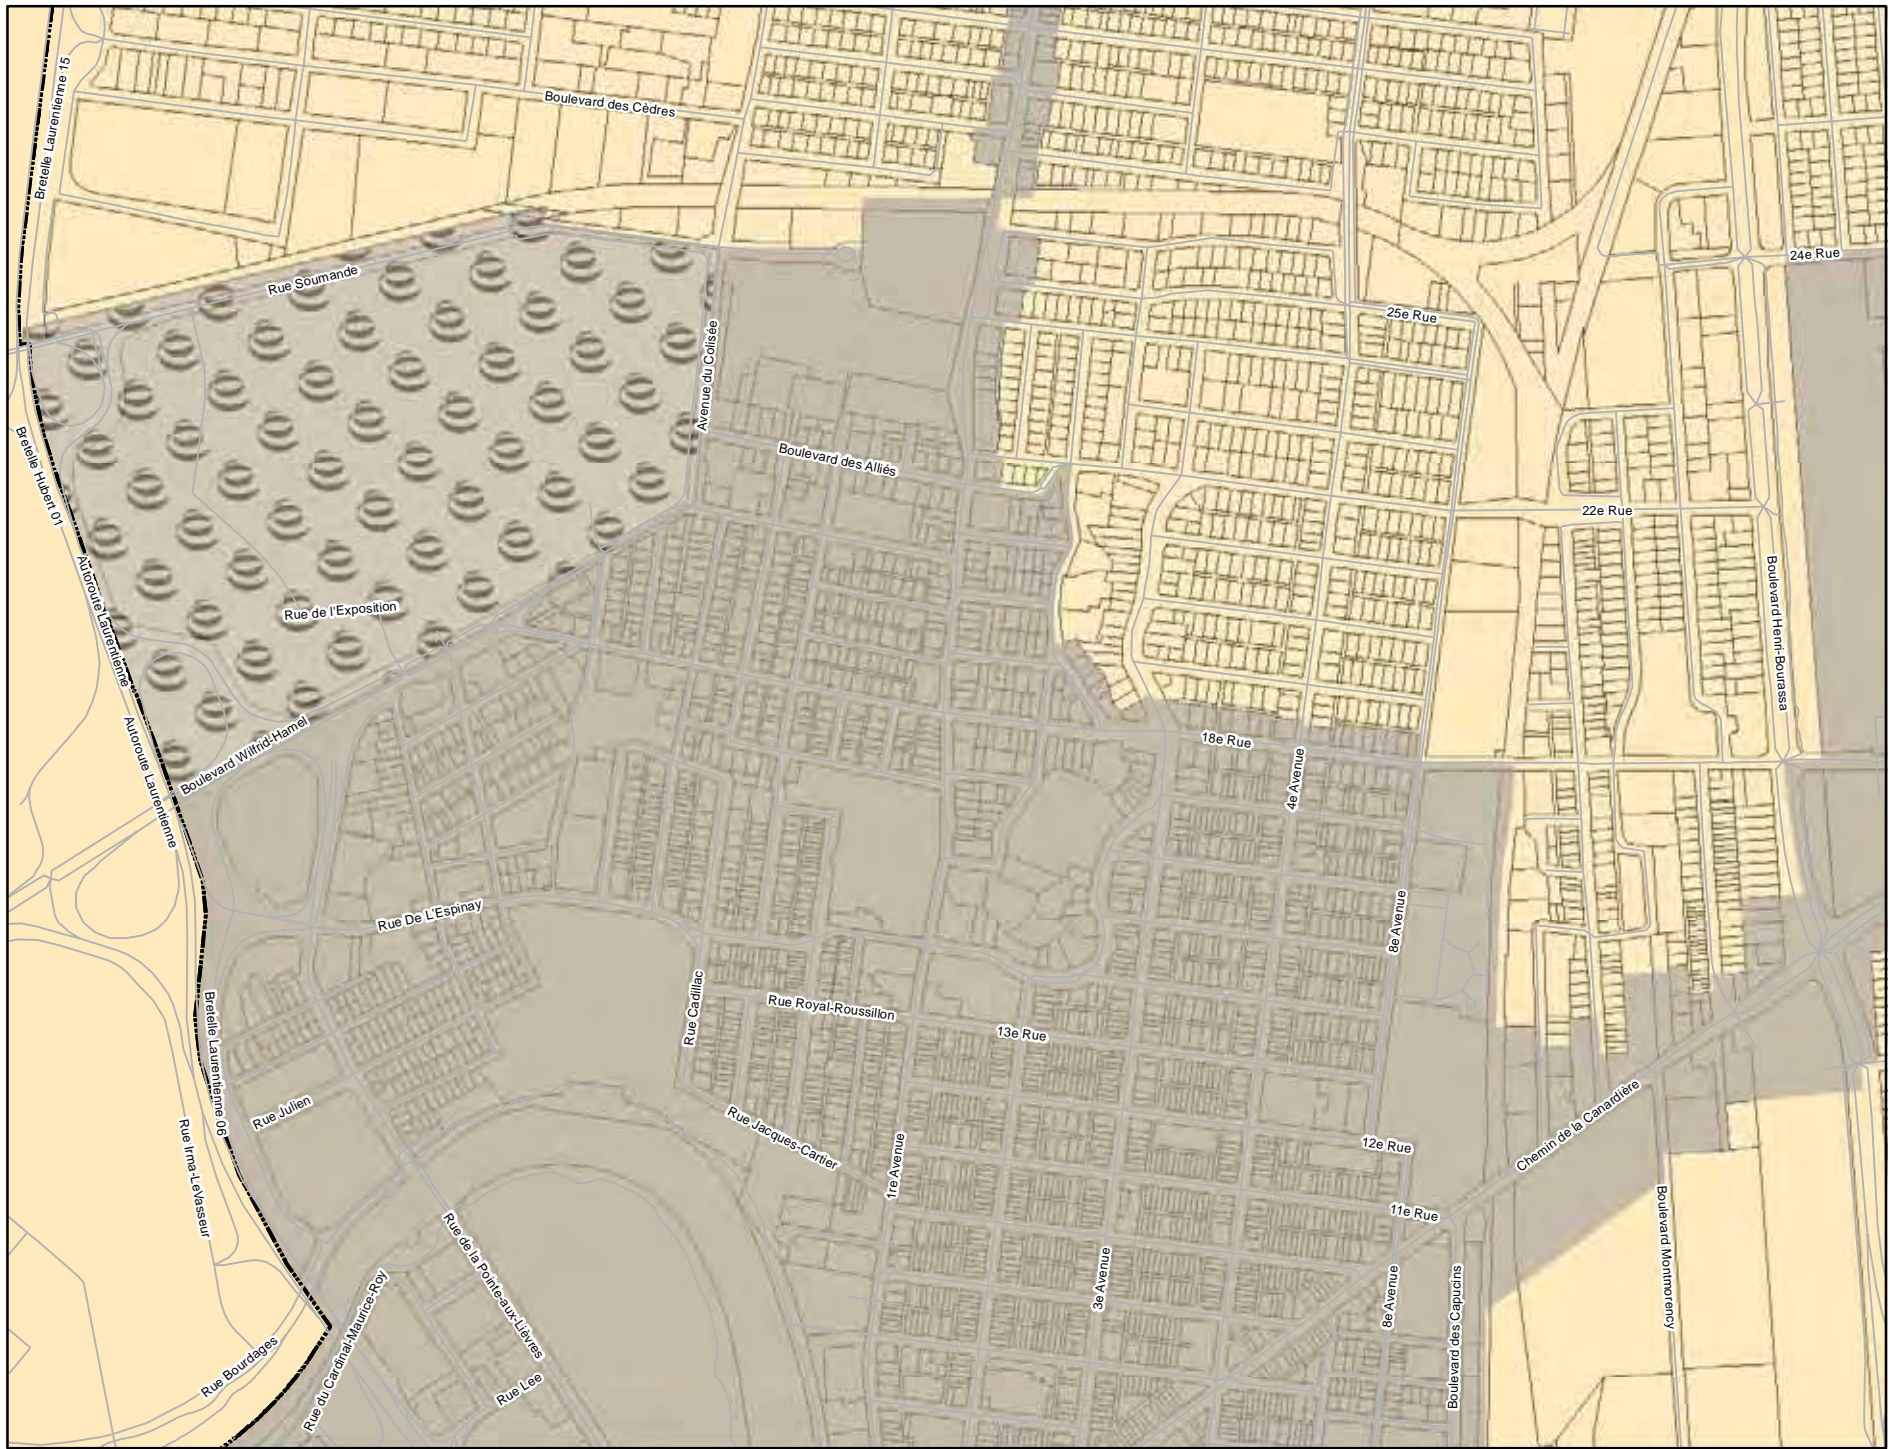 Bretelle Laurentienne 15
Boulevard des Cèdres
Rue Soumande
24e Rue
25e Rue
Avenue du Colisée
Boulevard des Alliés
Bretelle Hubert 01
22e Rue
Autoroute Laurentienne
Rue de l'Exposition
Boulevard Henri-Bourassa
Autoroute Laurentienne
Boulevard Wilfrid-Hamel
18e Rue
4e Avenue
Rue De L'Espinay
8e Avenue
Rue Cadillac
Rue Royal-Roussillon
13e Rue
Bretelle Laurentienne 06
Rue Julien
Rue Jacques-Cartier
1re Avenue
12e Rue
Chemin de la Canardière
Rue Irma-LeVasseur
11e Rue
Boulevard Montmorency
Rue de la Pointe-aux-Lièvres
3e Avenue
8e Avenue
Boulevard des Capucins
Rue du Cardinal-Maurice-Roy
Rue Bourdages
Rue Lee